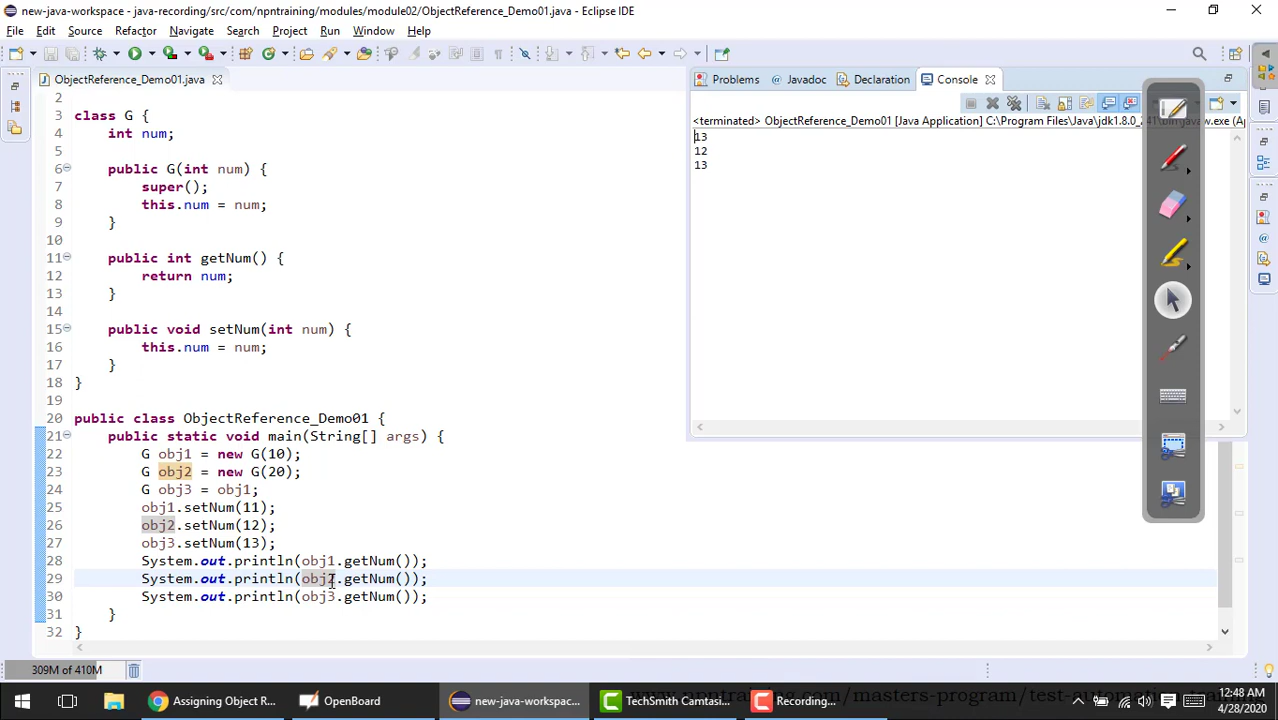 new-java-workspace - java-recording/src/com/npntraining/modules/module02/ObjectReference_Demo01.java - Eclipse IDE
File Edit Source Refactor Navigate Search Project Run Window Help
ObjectReference_Demo01.java
2
3 class G {
4 int num;
5
6 public G(int num) {
7 super();
8 this.num = num;
9 }
10
11 public int getNum() {
12 return num;
13 }
14
15 public void setNum(int num) {
16 this.num = num;
17 }
18 }
19
20 public class ObjectReference_Demo01 {
21 public static void main(String[] args) {
22 G obj1 = new G(10);
23 G obj2 = new G(20);
24 G obj3 = obj1;
25 obj1.setNum(11);
26 obj2.setNum(12);
27 obj3.setNum(13);
28 System.out.println(obj1.getNum());
29 System.out.println(obj2.getNum());
30 System.out.println(obj3.getNum());
31 }
32 }
Problems Javadoc Declaration Console
<terminated> ObjectReference_Demo01 [Java Application] C:\Program Files\Java\jdk1.8.0_241\bin\javaw.exe (Ap
13
12
13
309M of 410M
Assigning Object R... OpenBoard new-java-workspac... TechSmith Camtasi... Recording...
12:48 AM
4/28/2020